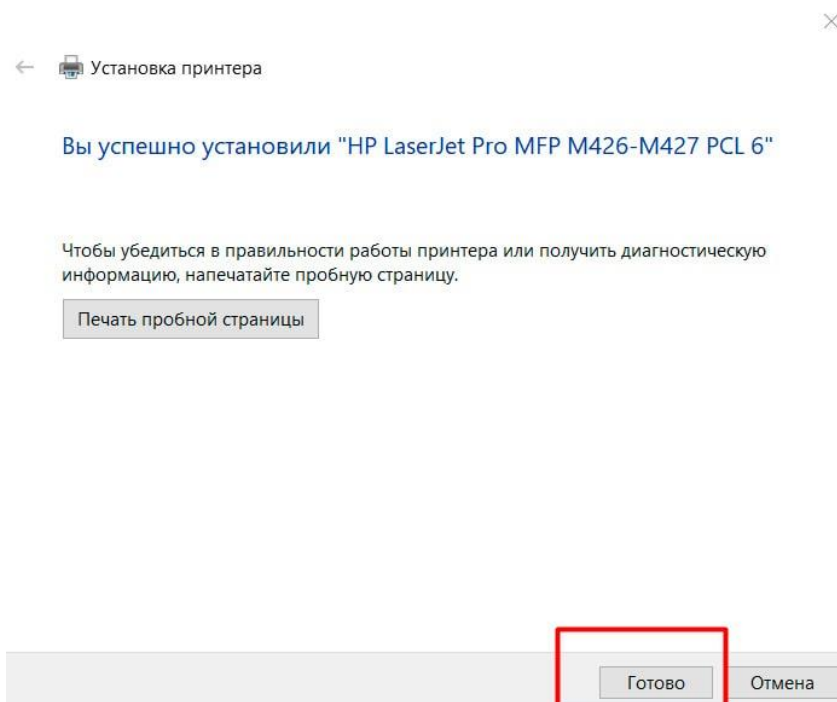 Установка принтера
Вы успешно установили "HP LaserJet Pro MFP M426-M427 PCL 6"
Чтобы убедиться в правильности работы принтера или получить диагностическую
информацию, напечатайте пробную страницу.
Печать пробной страницы
Готово Отмена